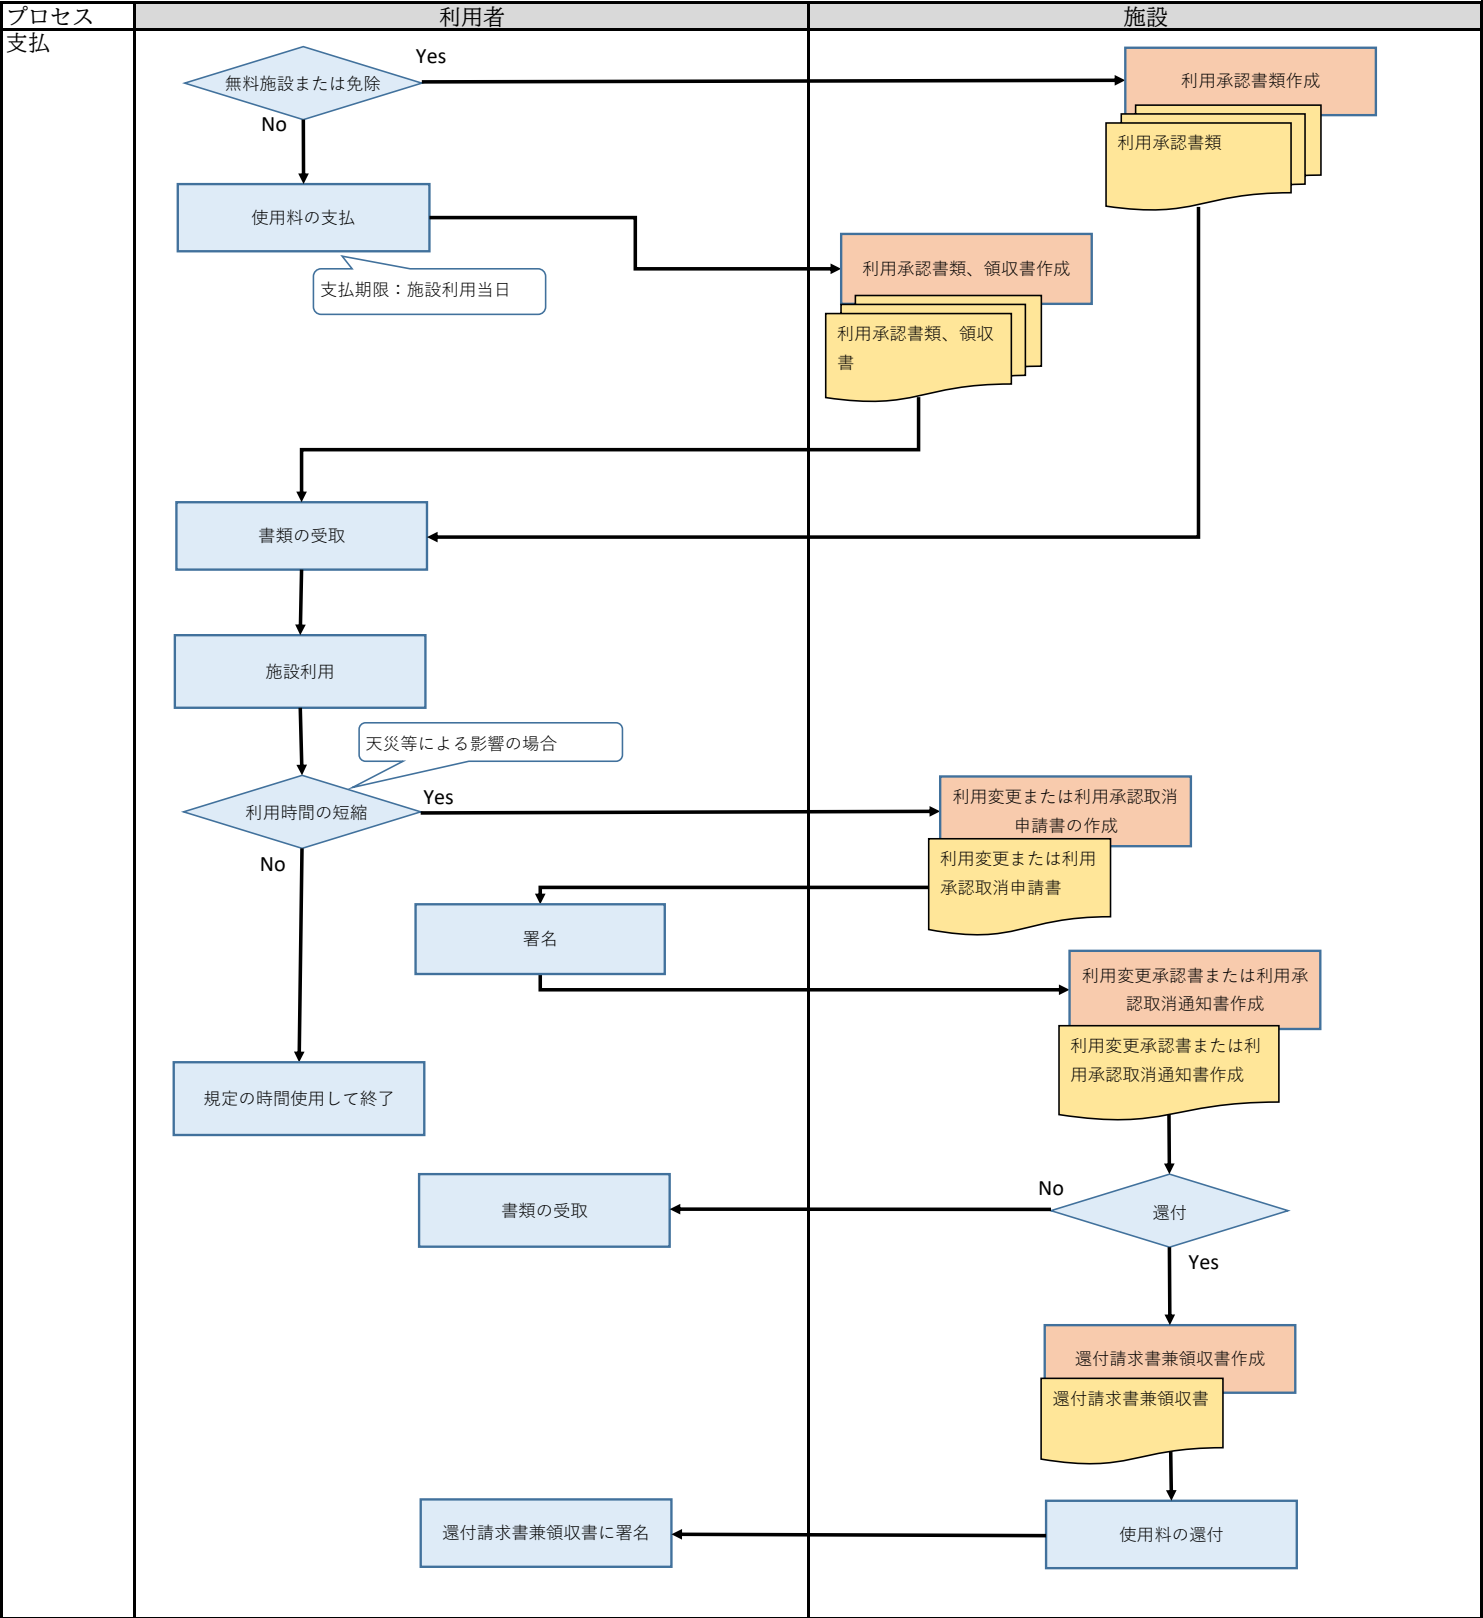 プロセス
利用者
施設
支払
無料施設または免除
Yes
No
利用承認書類作成
利用承認書類
使用料の支払
支払期限：施設利用当日
利用承認書類、領収書作成
利用承認書類、領収
書
書類の受取
施設利用
天災等による影響の場合
利用時間の短縮
Yes
No
利用変更または利用承認取消
申請書の作成
利用変更または利用
承認取消申請書
署名
利用変更承認書または利用承
認取消通知書作成
利用変更承認書または利
用承認取消通知書作成
規定の時間使用して終了
還付
No
Yes
書類の受取
還付請求書兼領収書作成
還付請求書兼領収書
使用料の還付
還付請求書兼領収書に署名